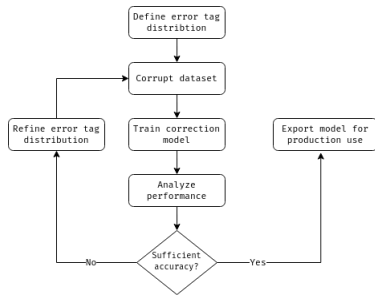 Define error tag
distribtion
Corrupt dataset
Refine error tag
distribution
Train correction
model
Export model for
production use
Analyze
performance
Sufficient
accuracy?
No
Yes